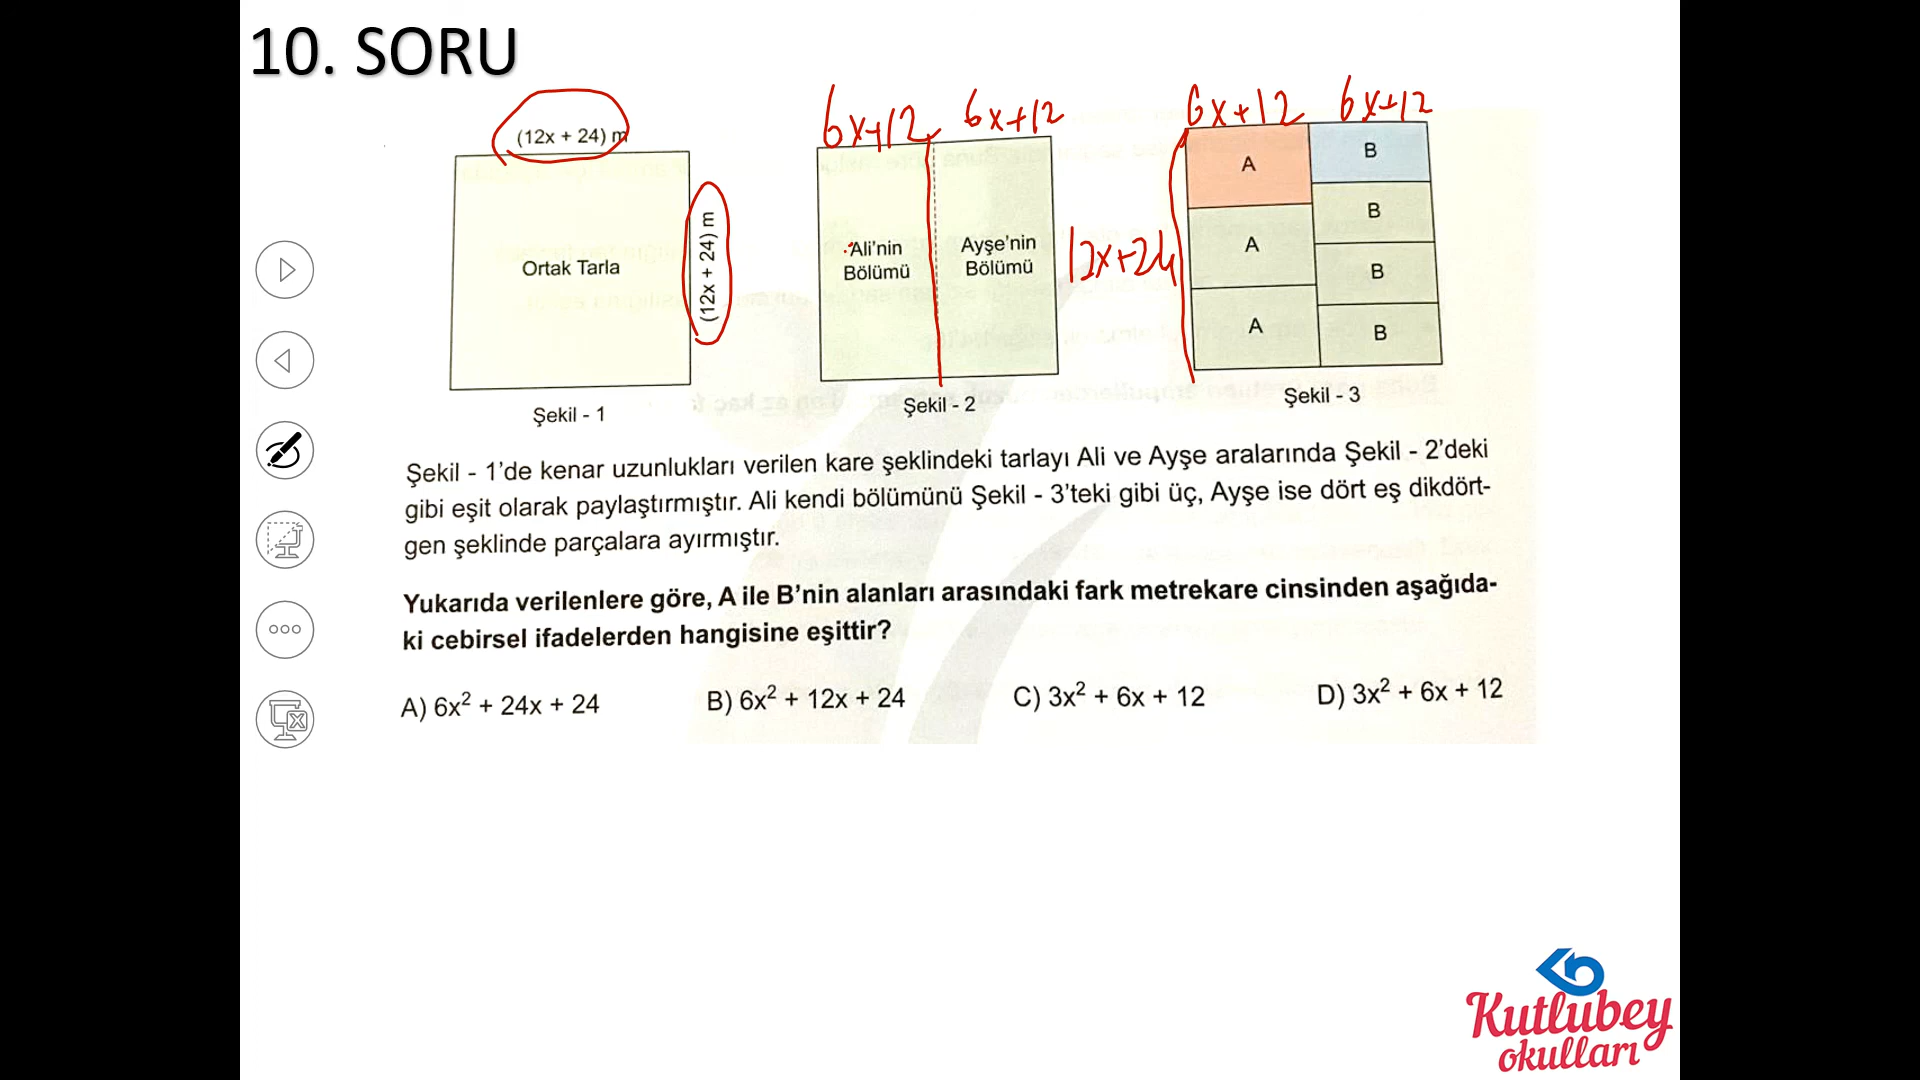 10. SORU
(12x + 24) m
(12x + 24) m
Ortak Tarla
Şekil - 1
6x+12 6x+12
Ali'nin
Bölümü
Ayşe'nin
Bölümü
Şekil - 2
6x+12 6x+12
12x+24
A
A
A
B
B
B
B
Şekil - 3
Şekil - 1'de kenar uzunlukları verilen kare şeklindeki tarlayı Ali ve Ayşe aralarında Şekil - 2'deki
gibi eşit olarak paylaştırmıştır. Ali kendi bölümünü Şekil - 3'teki gibi üç, Ayşe ise dört eş dikdört-
gen şeklinde parçalara ayırmıştır.
Yukarıda verilenlere göre, A ile B'nin alanları arasındaki fark metrekare cinsinden aşağıda-
ki cebirsel ifadelerden hangisine eşittir?
A) 6x² + 24x + 24 B) 6x² + 12x + 24 C) 3x² + 6x + 12 D) 3x² + 6x + 12
Kutlubey
okulları